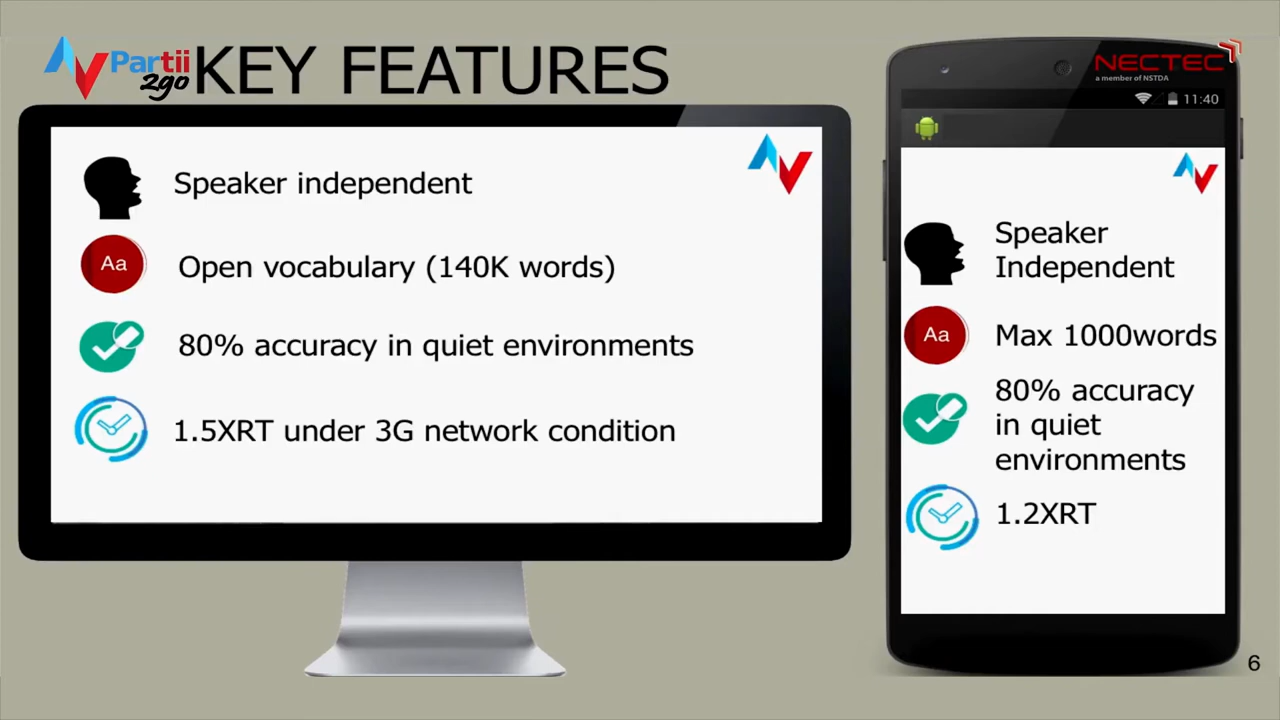 Partii
2go
KEY FEATURES
NECTEC
a member of NSTDA
11:40
Speaker independent
Aa
Open vocabulary (140K words)
80% accuracy in quiet environments
1.5XRT under 3G network condition
Speaker
Independent
Aa
Max 1000words
80% accuracy
in quiet
environments
1.2XRT
6